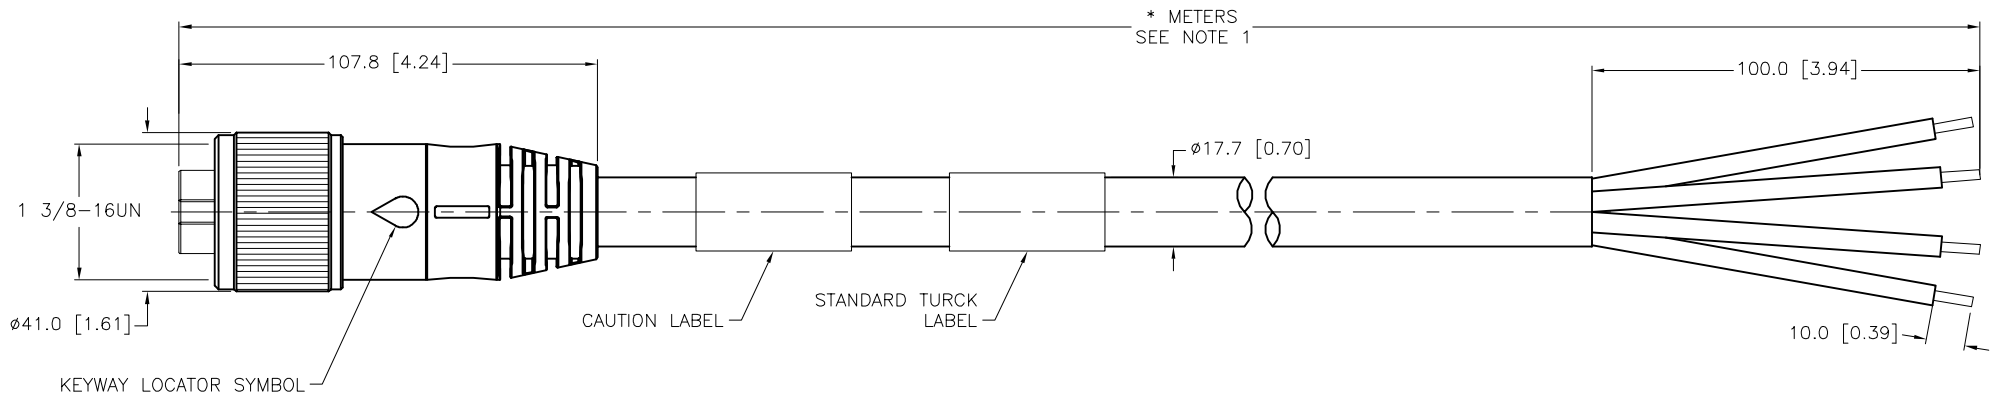 * METERS
SEE NOTE 1
107.8 [4.24]
100.0 [3.94]
ø17.7 [0.70]
1 3/8-16UN
STANDARD TURCK
LABEL
CAUTION LABEL
ø41.0 [1.61]
10.0 [0.39]
KEYWAY LOCATOR SYMBOL